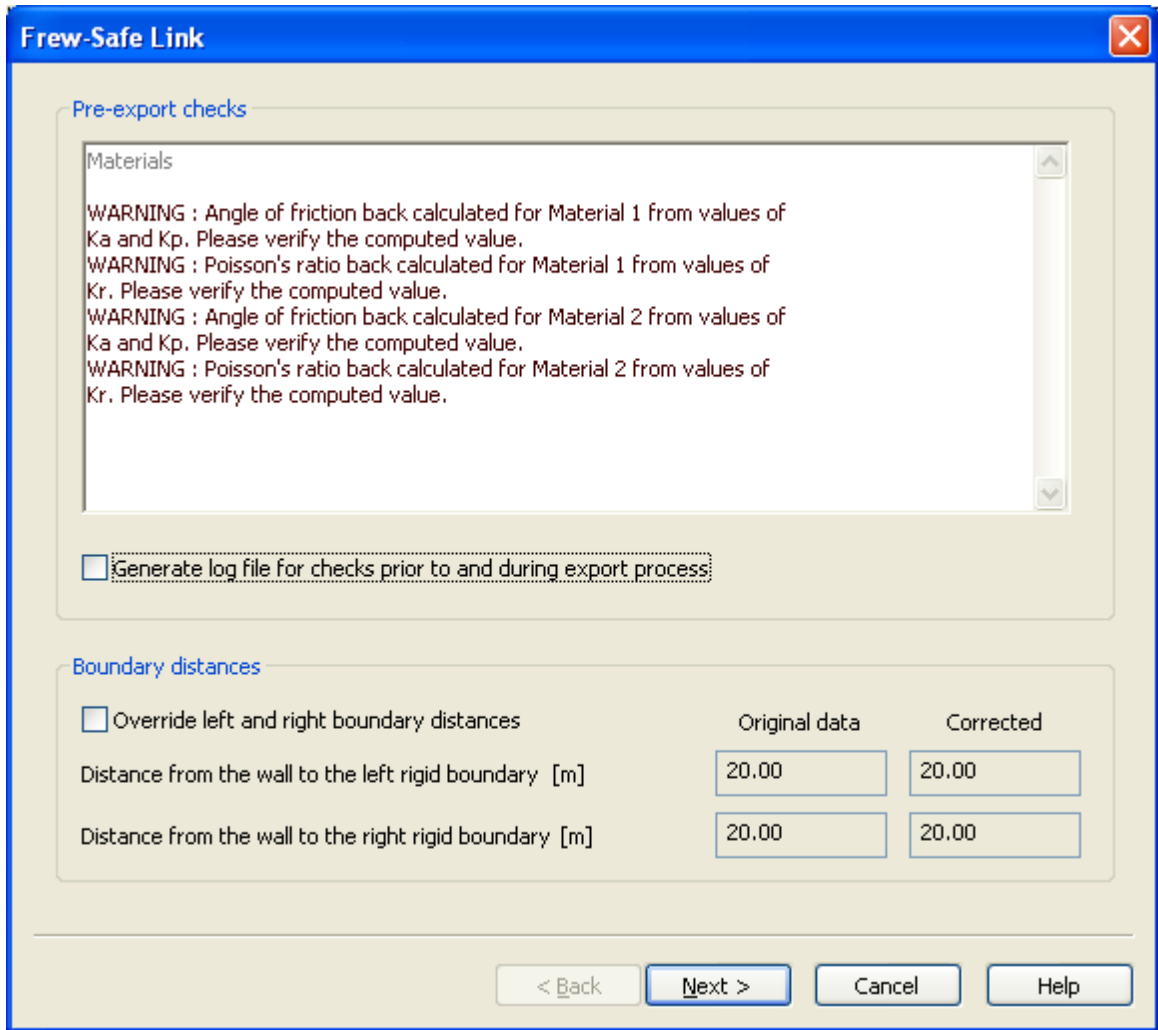 Frew-Safe Link
Pre-export checks
Materials
WARNING : Angle of friction back calculated for Material 1 from values of
Ka and Kp. Please verify the computed value.
WARNING : Poisson's ratio back calculated for Material 1 from values of
Kr. Please verify the computed value.
WARNING : Angle of friction back calculated for Material 2 from values of
Ka and Kp. Please verify the computed value.
WARNING : Poisson's ratio back calculated for Material 2 from values of
Kr. Please verify the computed value.
Generate log file for checks prior to and during export process
Boundary distances
Override left and right boundary distances Original data Corrected
Distance from the wall to the left rigid boundary [m] 20.00 20.00
Distance from the wall to the right rigid boundary [m] 20.00 20.00
< Back Next > Cancel Help